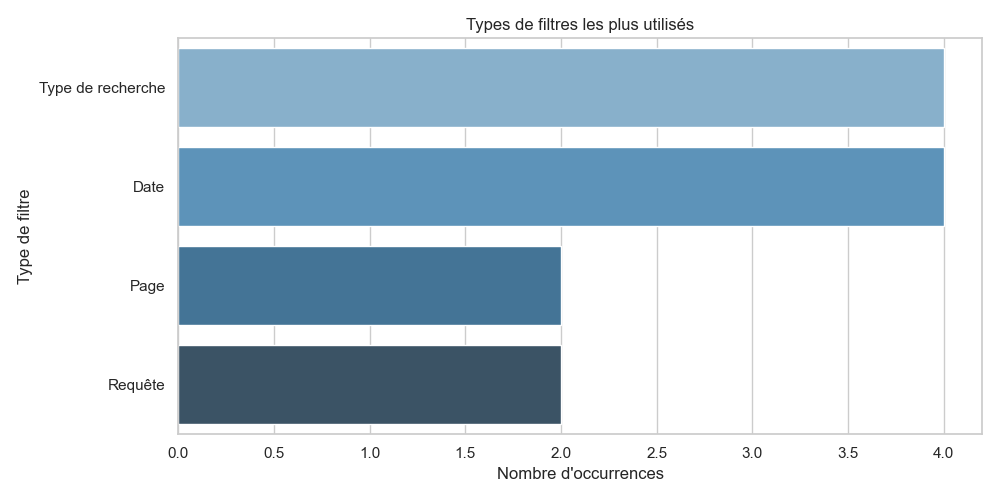 Types de filtres les plus utilisés
Type de filtre
Type de recherche
Date
Page
Requête
0.0 0.5 1.0 1.5 2.0 2.5 3.0 3.5 4.0
Nombre d'occurrences